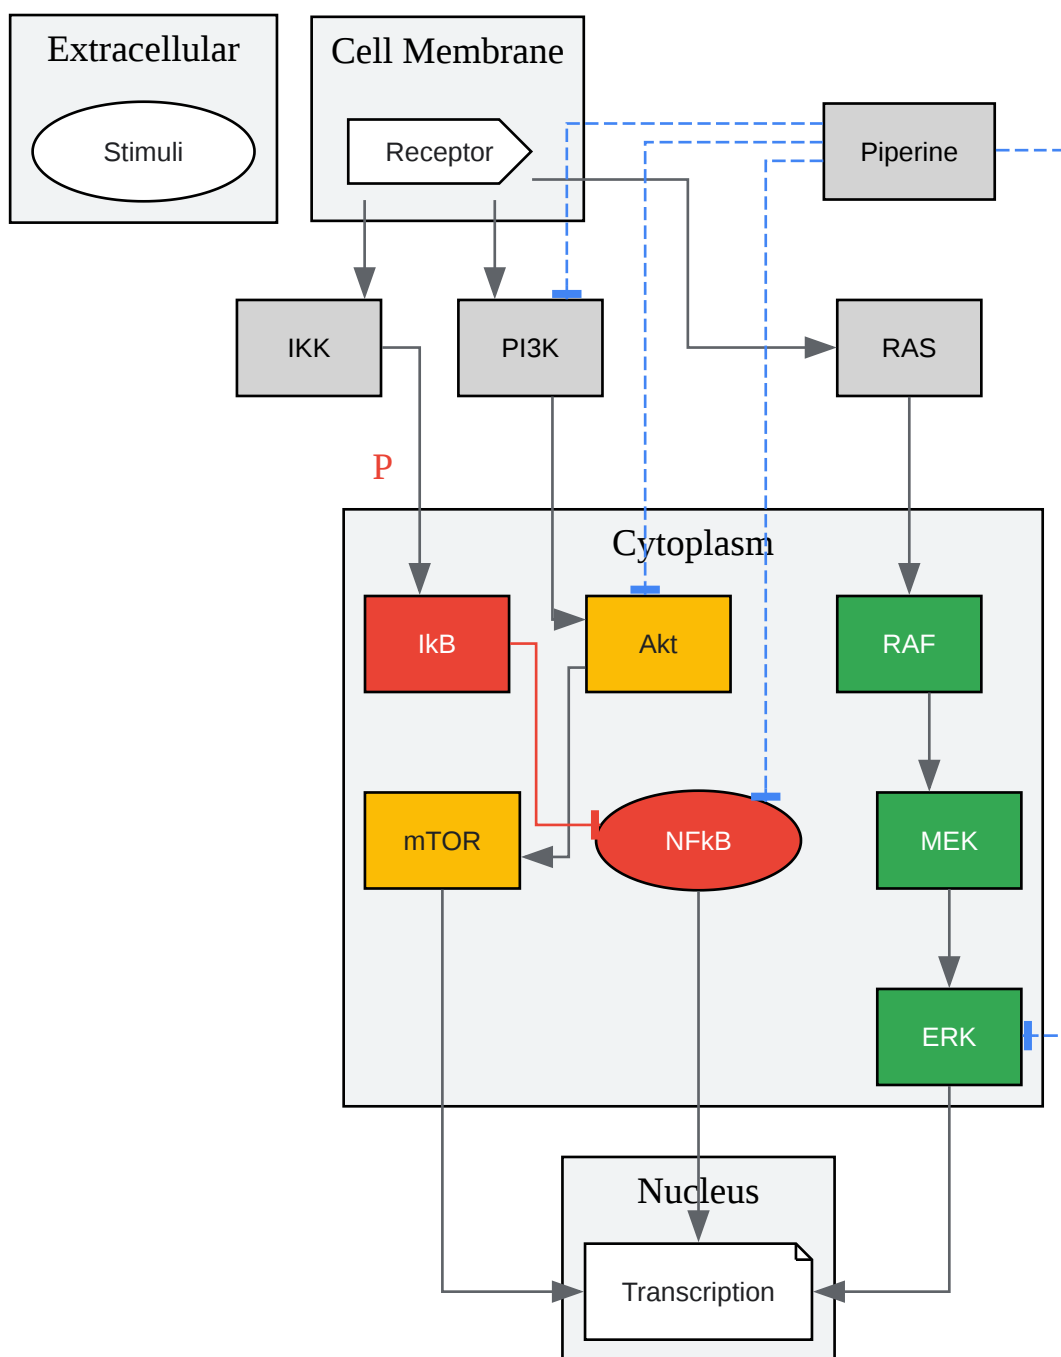 Extracellular
Cell Membrane
Stimuli
Receptor
Piperine
IKK
PI3K
RAS
P
Cytoplasm
IkB
Akt
RAF
mTOR
NFkB
MEK
ERK
Nucleus
Transcription